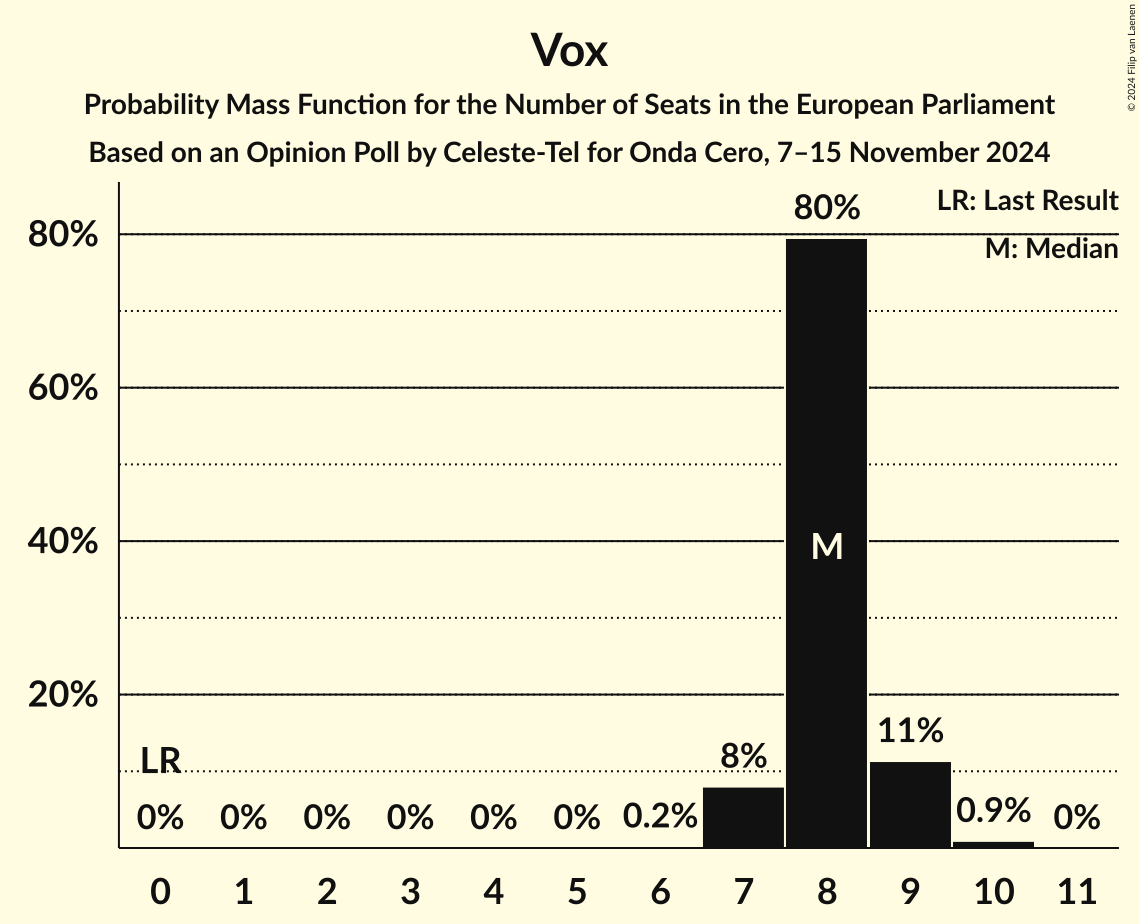 © 2024 Filip van Laenen
Vox
Probability Mass Function for the Number of Seats in the European Parliament
Based on an Opinion Poll by Celeste-Tel for Onda Cero, 7–15 November 2024
LR: Last Result
M: Median
80%
80%
60%
40%
M
20%
11%
8%
LR
0% 0% 0% 0% 0% 0% 0.2% 0.9% 0%
0 1 2 3 4 5 6 7 8 9 10 11